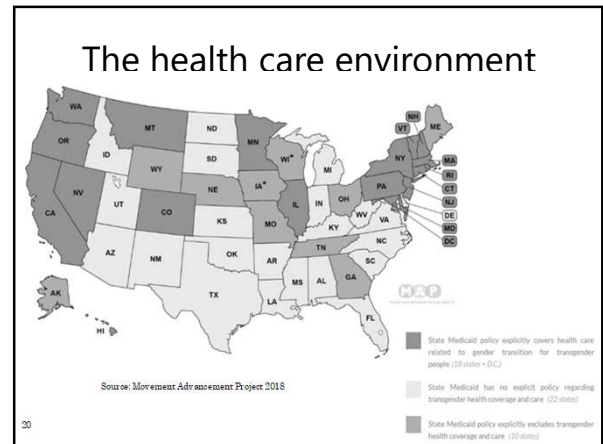 The health care environment
WA
OR
CA
NV
ID
MT
WY
UT
AZ
CO
NM
ND
SD
NE
KS
OK
TX
MN
IA*
MO
AR
LA
WI*
IL
MI
IN
OH
KY
TN
MS
AL
GA
FL
SC
NC
VA
WV
PA
NY
VT
NH
ME
MA
RI
CT
NJ
DE
MD
DC
AK
HI
MAP
State Medicaid policy explicitly covers health care
related to gender transition for transgender
people (18 states + D.C.)
State Medicaid has no explicit policy regarding
transgender health coverage and care (22 states)
State Medicaid policy explicitly excludes transgender
health coverage and care (10 states)
Source: Movement Advancement Project 2018
20